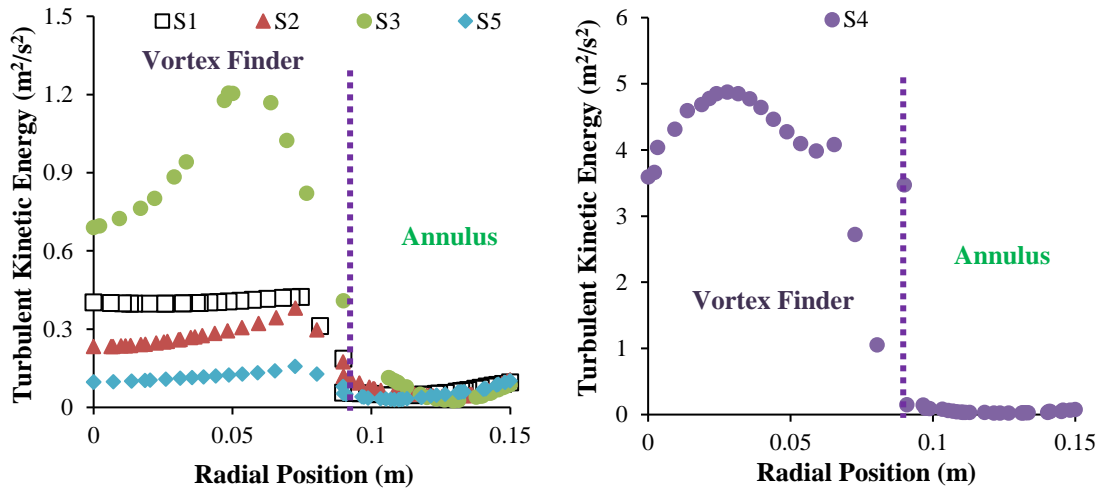 S1 S2 S3 S5
Vortex Finder
Annulus
Turbulent Kinetic Energy (m²/s²)
1.5
1.2
0.9
0.6
0.3
0
0 0.05 0.1 0.15
Radial Position (m)
S4
Vortex Finder
Annulus
Turbulent Kinetic Energy (m²/s²)
6
5
4
3
2
1
0
0 0.05 0.1 0.15
Radial Position (m)